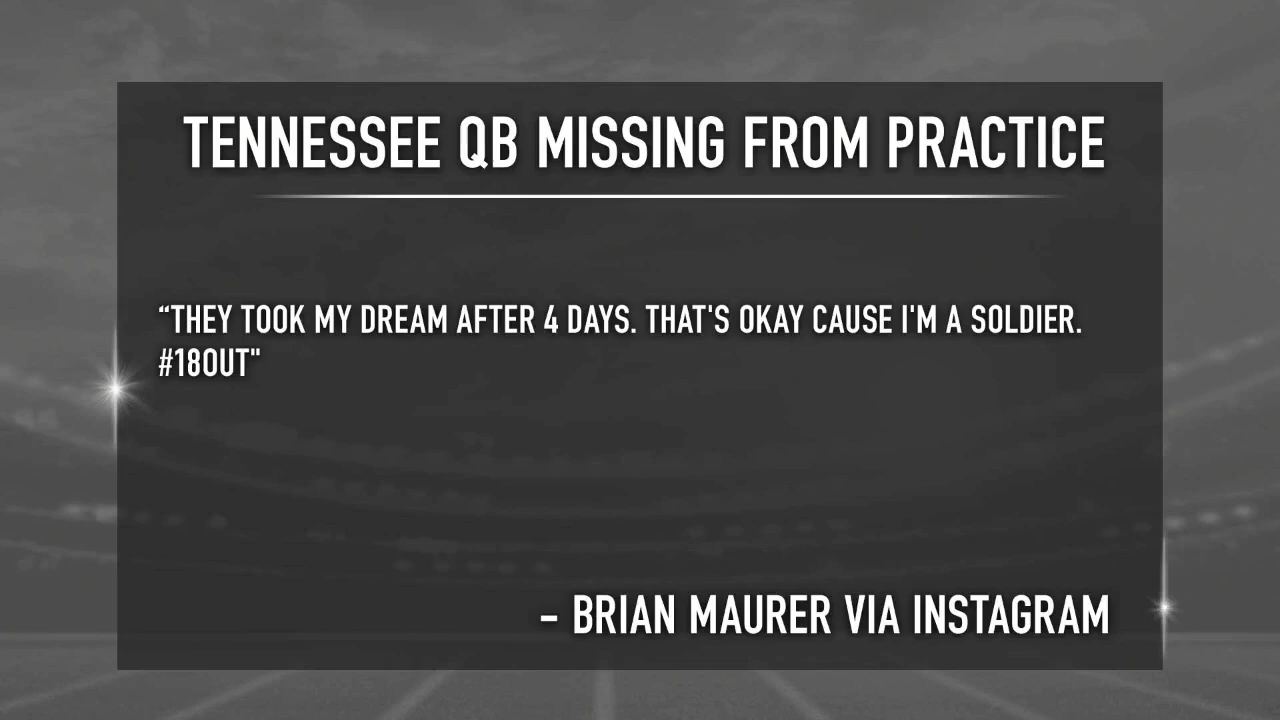 TENNESSEE QB MISSING FROM PRACTICE
“THEY TOOK MY DREAM AFTER 4 DAYS. THAT'S OKAY CAUSE I'M A SOLDIER.
#18OUT"
- BRIAN MAURER VIA INSTAGRAM